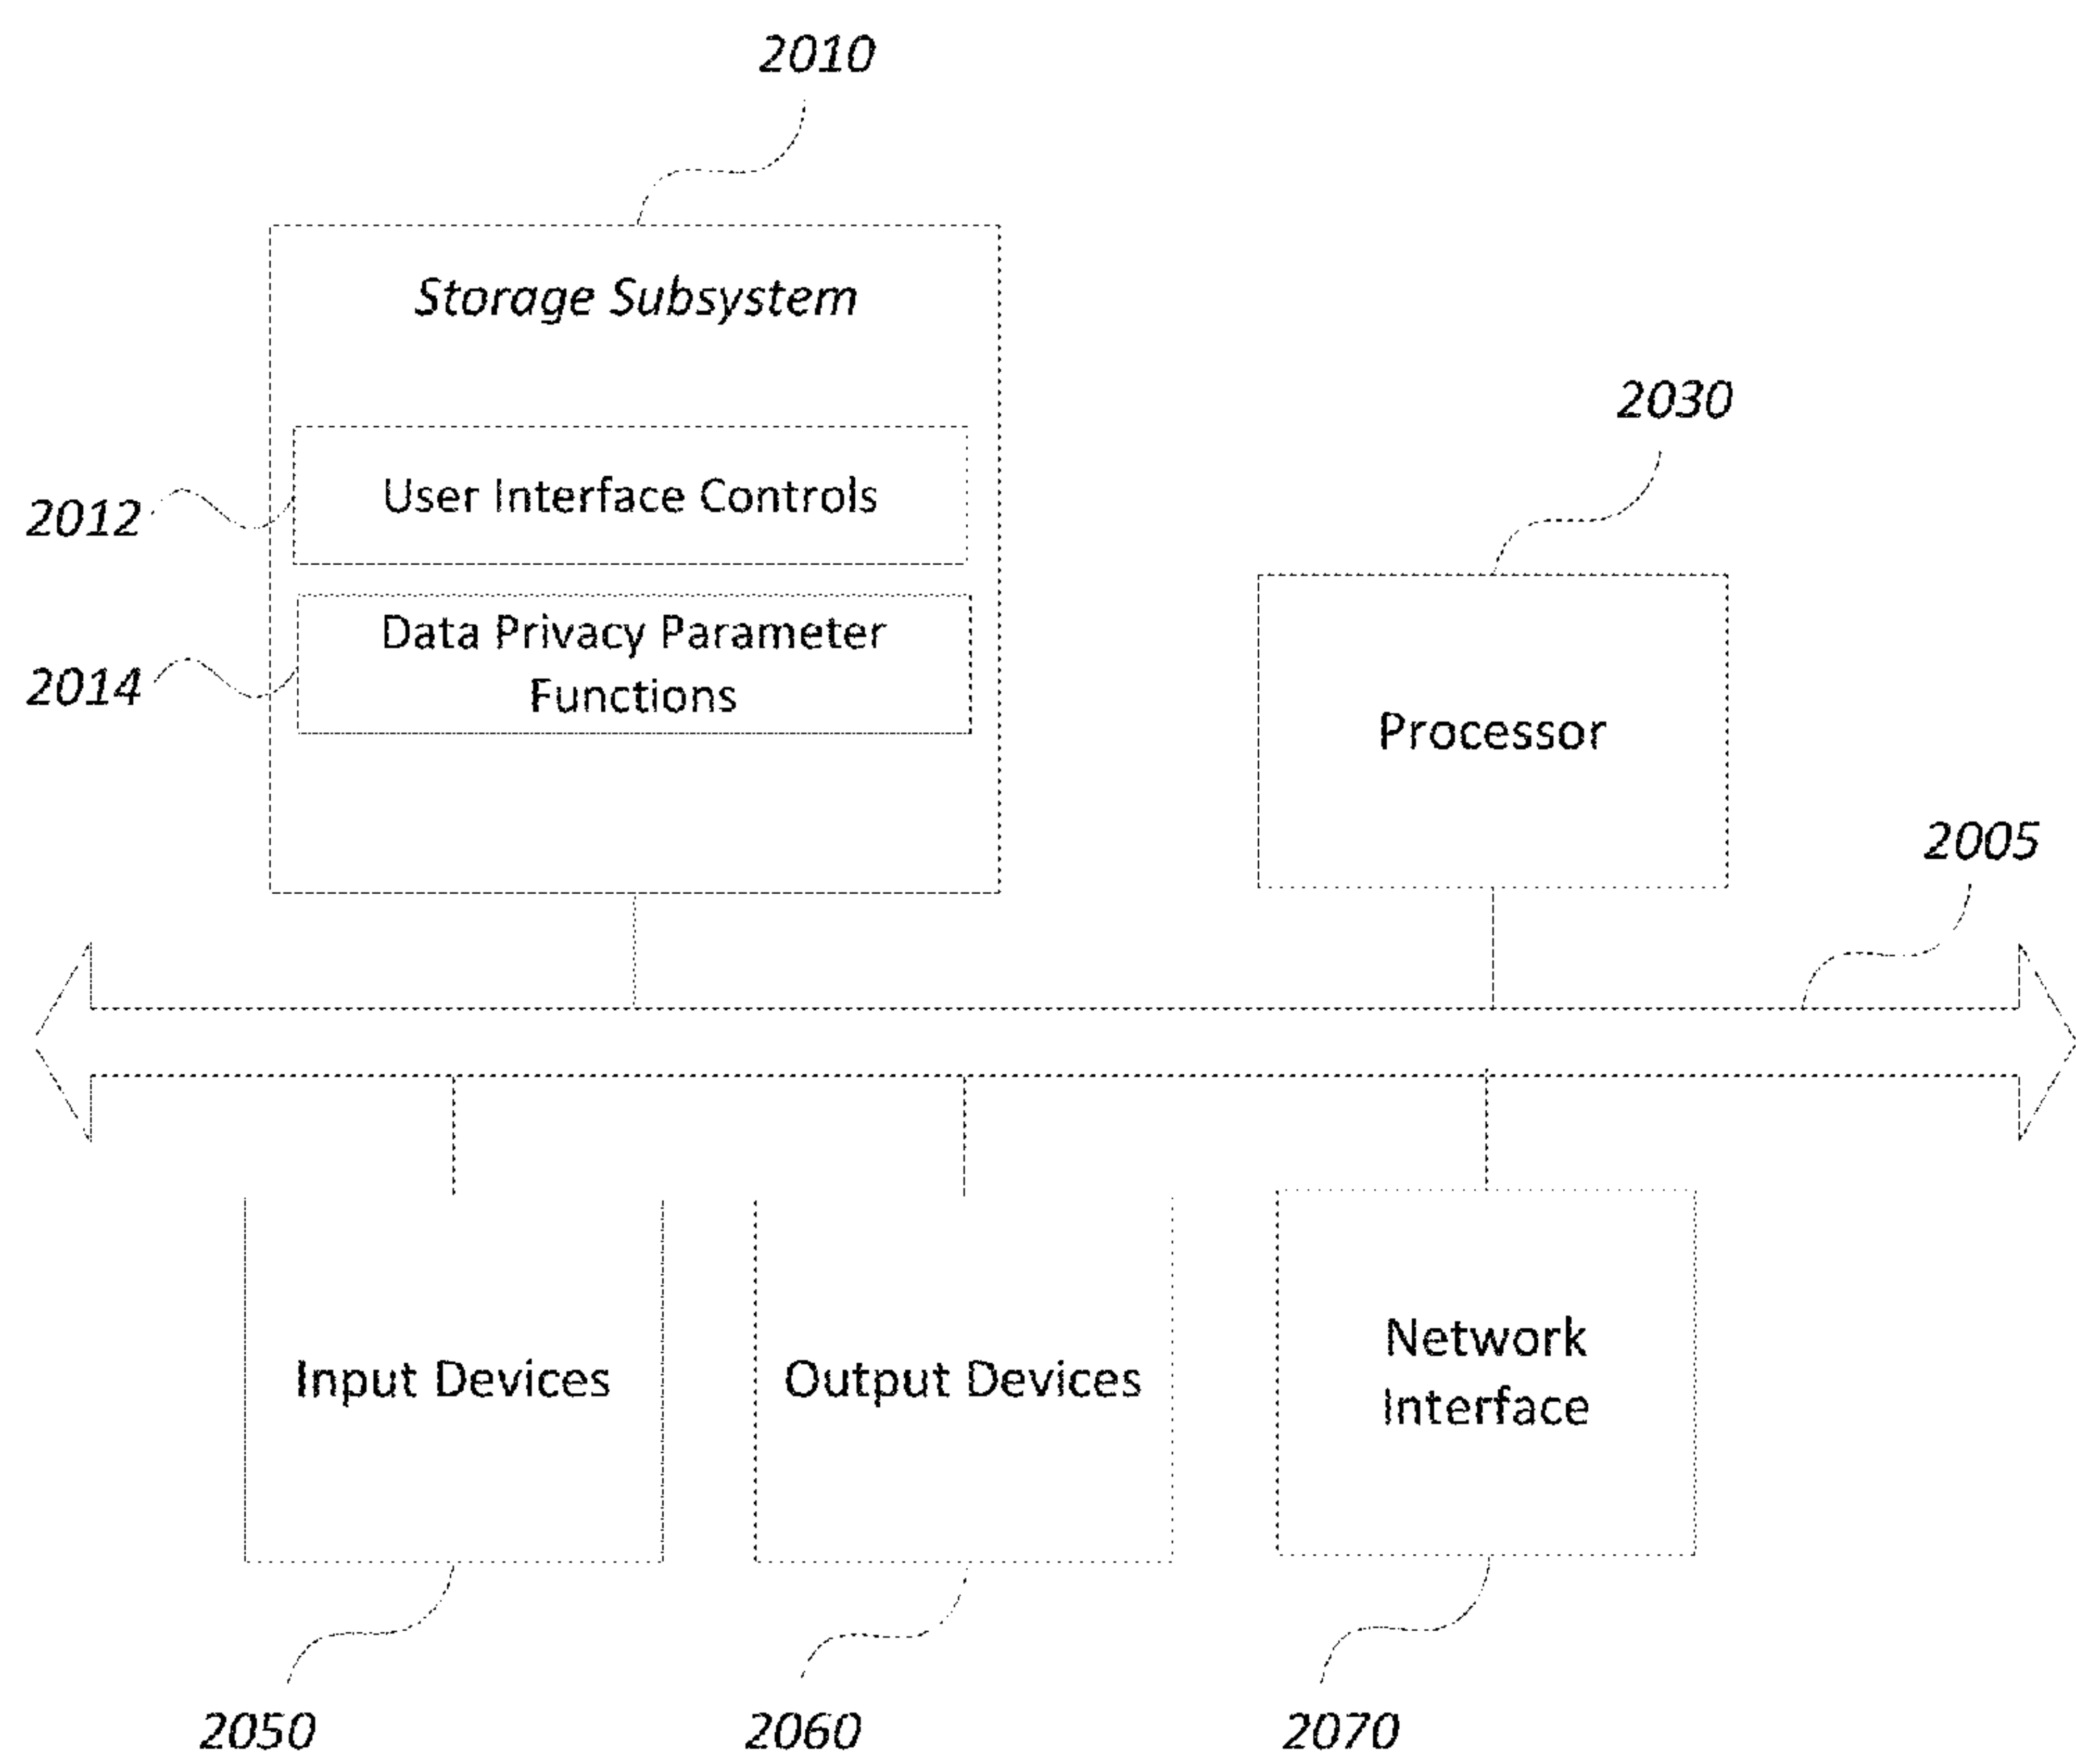 2010
Storage Subsystem
2030
User Interface Controls
2012
Data Privacy Parameter
Functions
2014
Processor
2005
Input Devices
Output Devices
Network
Interface
2050
2060
2070